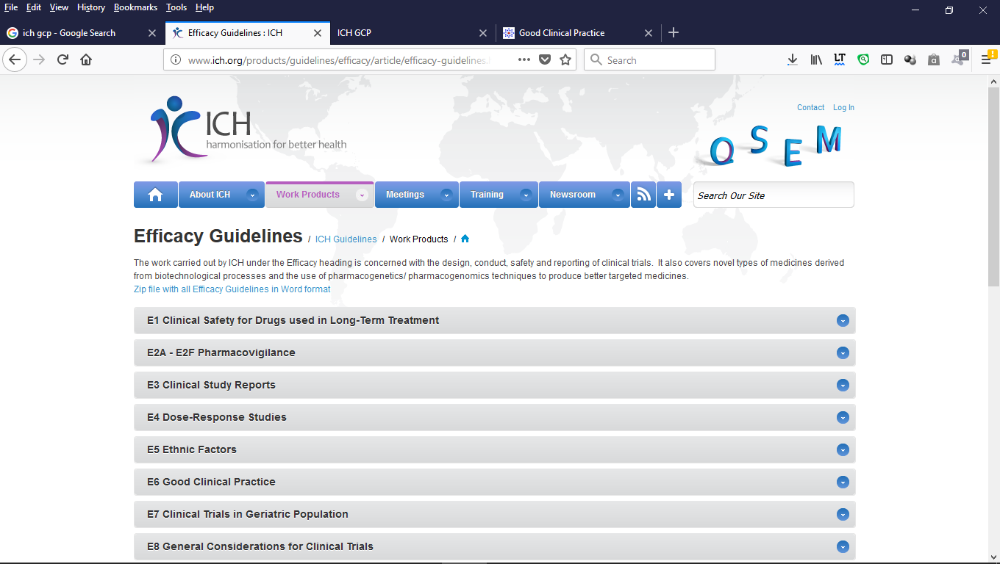 File Edit View History Bookmarks Tools Help
ich gcp - Google Search
Efficacy Guidelines : ICH
ICH GCP
Good Clinical Practice
www.ich.org/products/guidelines/efficacy/article/efficacy-guidelines.
Search
LT
a
0
ICH
harmonisation for better health
Contact Log In
Q S E M
About ICH
Work Products
Meetings
Training
Newsroom
Search Our Site
Efficacy Guidelines / ICH Guidelines / Work Products /
The work carried out by ICH under the Efficacy heading is concerned with the design, conduct, safety and reporting of clinical trials. It also covers novel types of medicines derived
from biotechnological processes and the use of pharmacogenetics/ pharmacogenomics techniques to produce better targeted medicines.
Zip file with all Efficacy Guidelines in Word format
E1 Clinical Safety for Drugs used in Long-Term Treatment
E2A - E2F Pharmacovigilance
E3 Clinical Study Reports
E4 Dose-Response Studies
E5 Ethnic Factors
E6 Good Clinical Practice
E7 Clinical Trials in Geriatric Population
E8 General Considerations for Clinical Trials